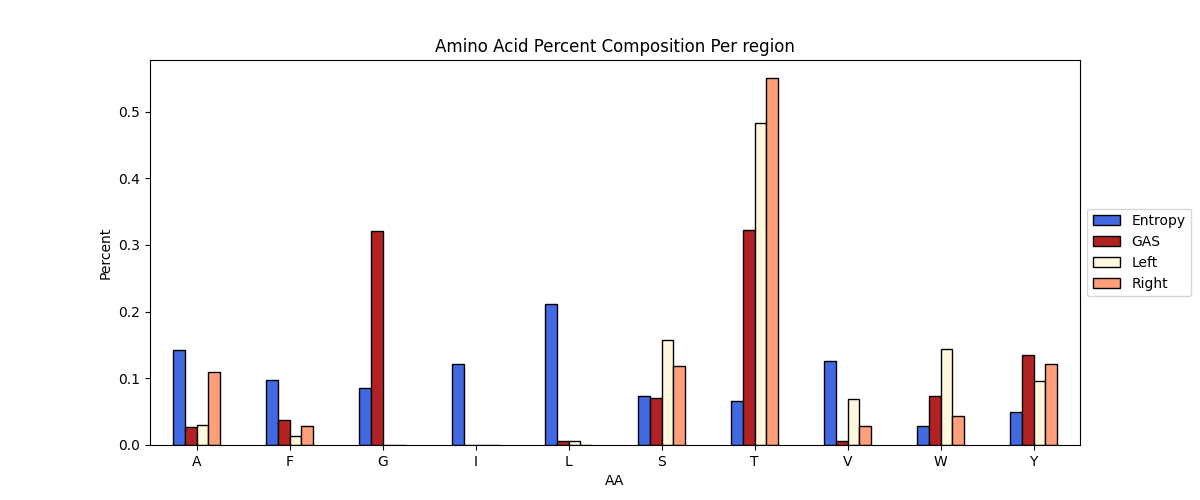 Amino Acid Percent Composition Per region
Percent
0.5
0.4
0.3
0.2
0.1
0.0
A F G I L S T V W Y
AA
Entropy
GAS
Left
Right